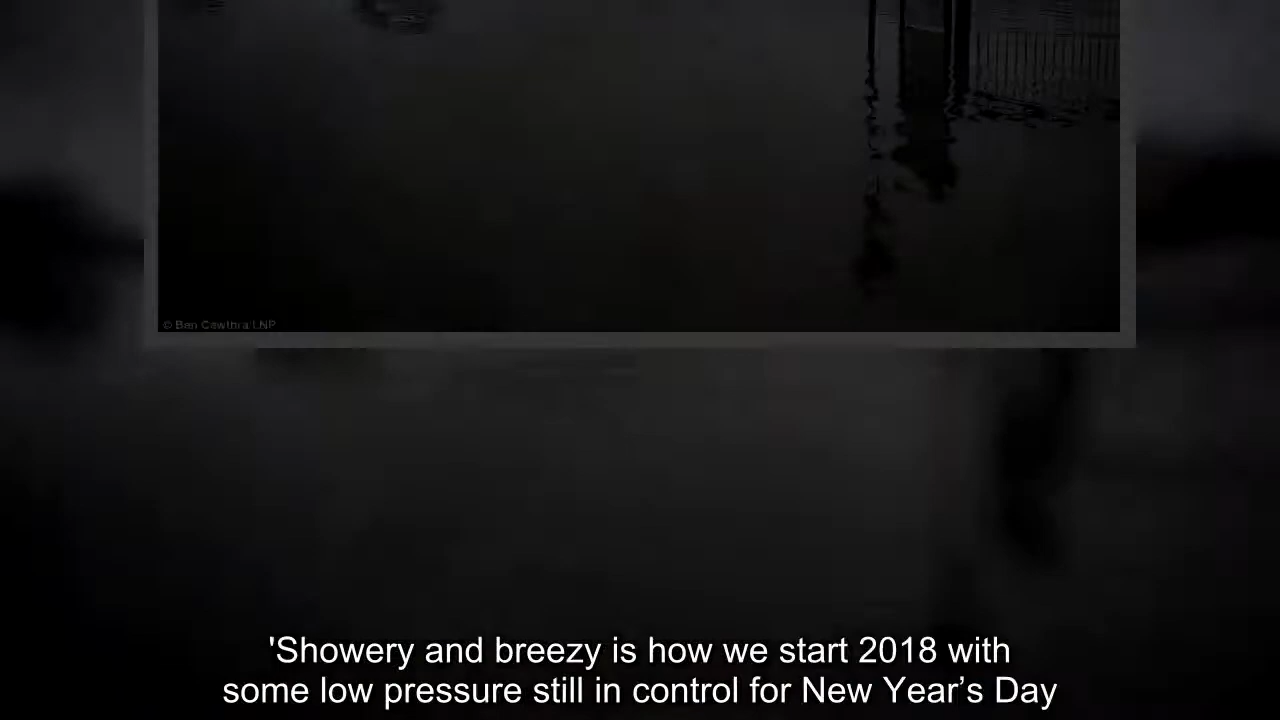 © Ben Cawthra/LNP
'Showery and breezy is how we start 2018 with
some low pressure still in control for New Year’s Day